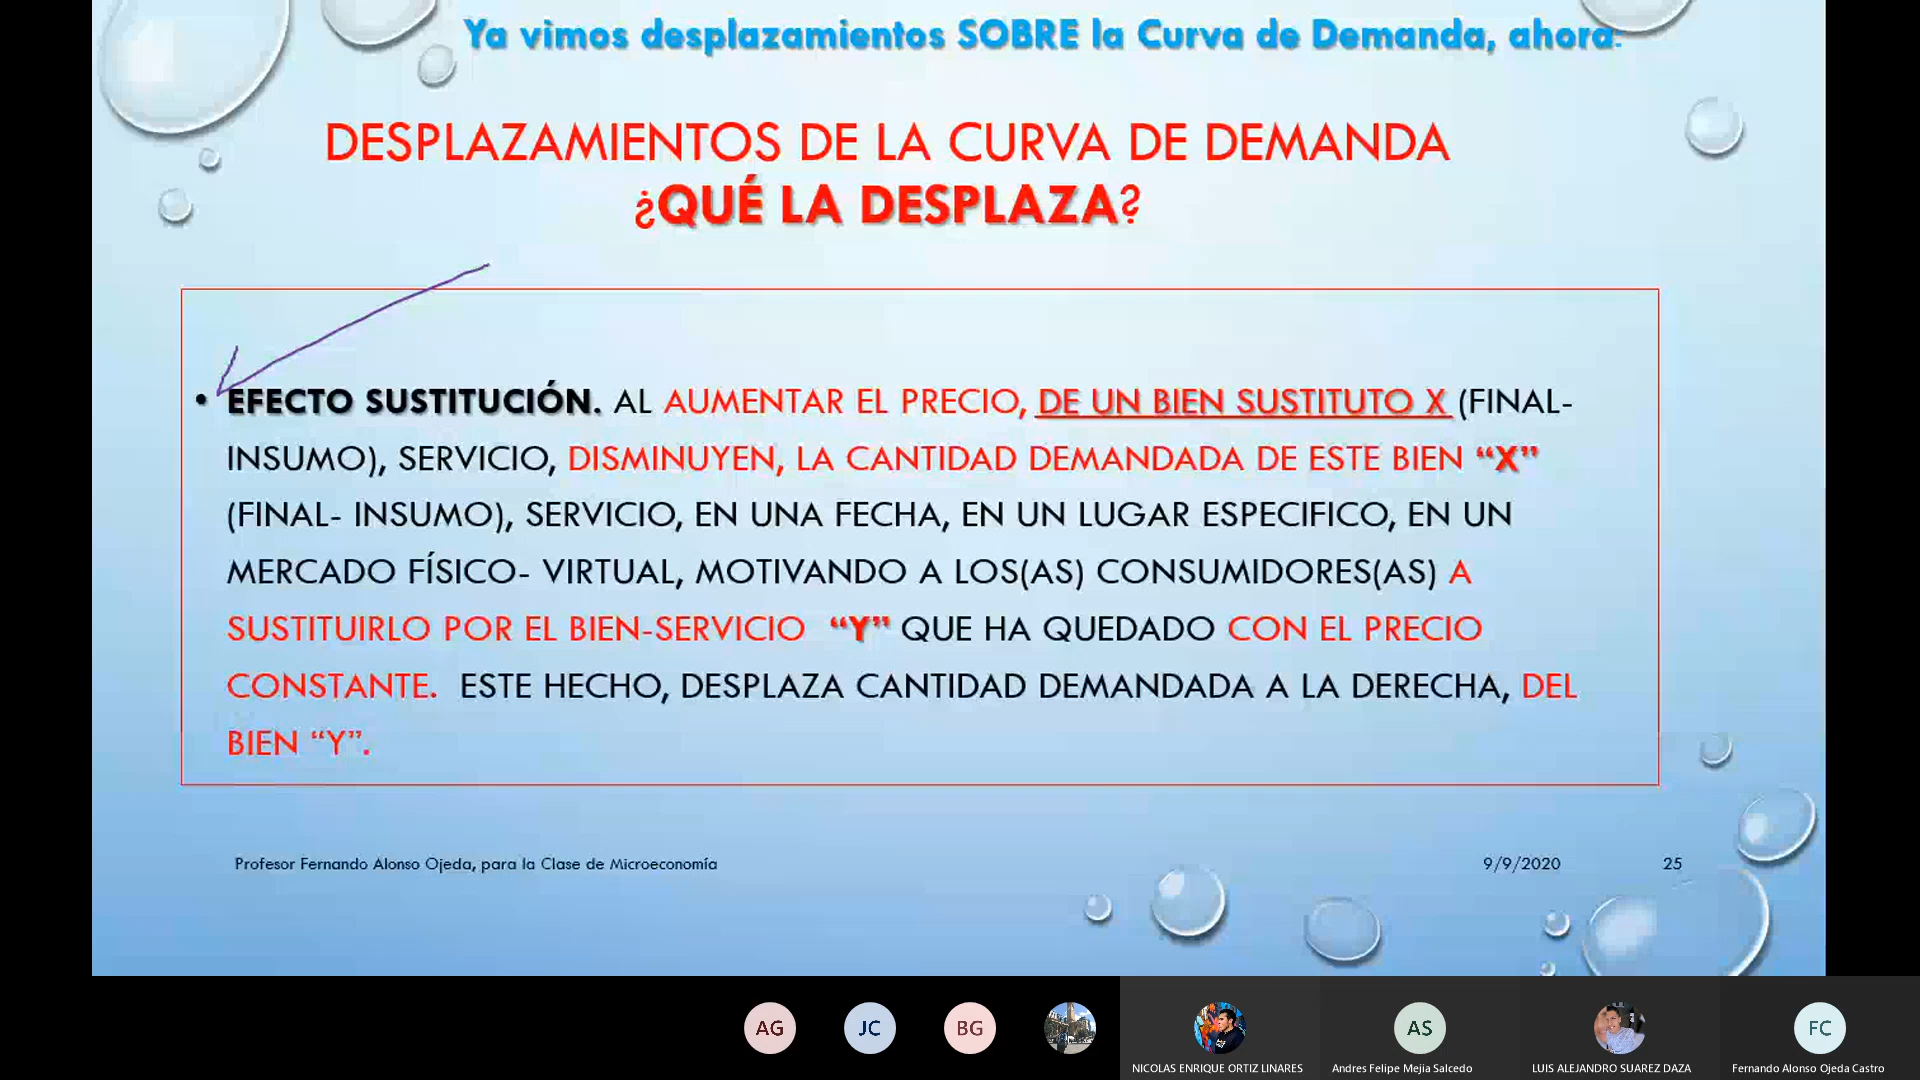 Ya vimos desplazamientos SOBRE la Curva de Demanda, ahora:
DESPLAZAMIENTOS DE LA CURVA DE DEMANDA
¿QUÉ LA DESPLAZA?
• EFECTO SUSTITUCIÓN. AL AUMENTAR EL PRECIO, DE UN BIEN SUSTITUTO X (FINAL-
INSUMO), SERVICIO, DISMINUYEN, LA CANTIDAD DEMANDADA DE ESTE BIEN “X”
(FINAL- INSUMO), SERVICIO, EN UNA FECHA, EN UN LUGAR ESPECIFICO, EN UN
MERCADO FÍSICO- VIRTUAL, MOTIVANDO A LOS(AS) CONSUMIDORES(AS) A
SUSTITUIRLO POR EL BIEN-SERVICIO “Y” QUE HA QUEDADO CON EL PRECIO
CONSTANTE. ESTE HECHO, DESPLAZA CANTIDAD DEMANDADA A LA DERECHA, DEL
BIEN “Y”.
Profesor Fernando Alonso Ojeda, para la Clase de Microeconomía
9/9/2020
25
AG
JC
BG
AS
FC
NICOLAS ENRIQUE ORTIZ LINARES
Andres Felipe Mejia Salcedo
LUIS ALEJANDRO SUAREZ DAZA
Fernando Alonso Ojeda Castro